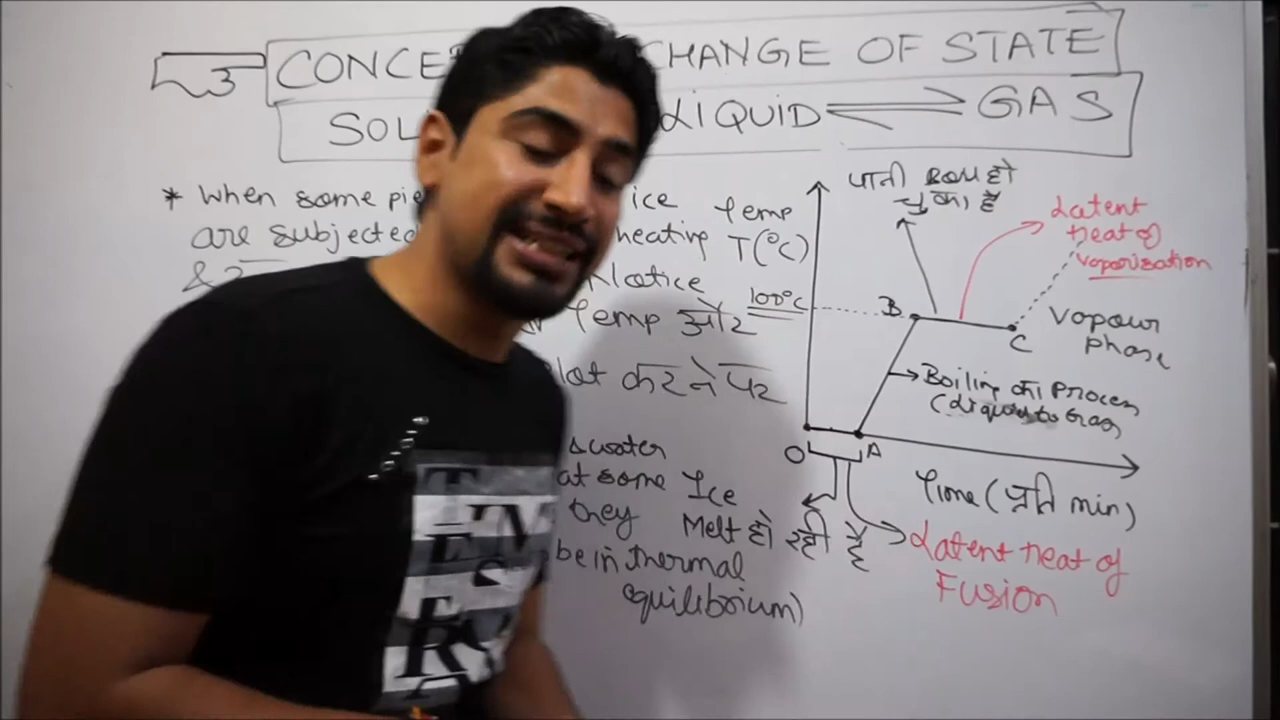 3 CONCE CHANGE OF STATE
SOL LIQUID ⇌ GAS
* When some pie ice
are subjected heating
&
Temp
T(°C)
Temp और
Plot करने पर
& water
at some
they
be in thermal
equilibrium)
पानी
चुका है
Latent
heat of
vaporisation
100°C
B
C
Vapour
phase
Boiling का process
(Liquid to Gas)
O
A
Time (प्रति min)
Ice
Melt हो रही है
Latent heat of
Fusion